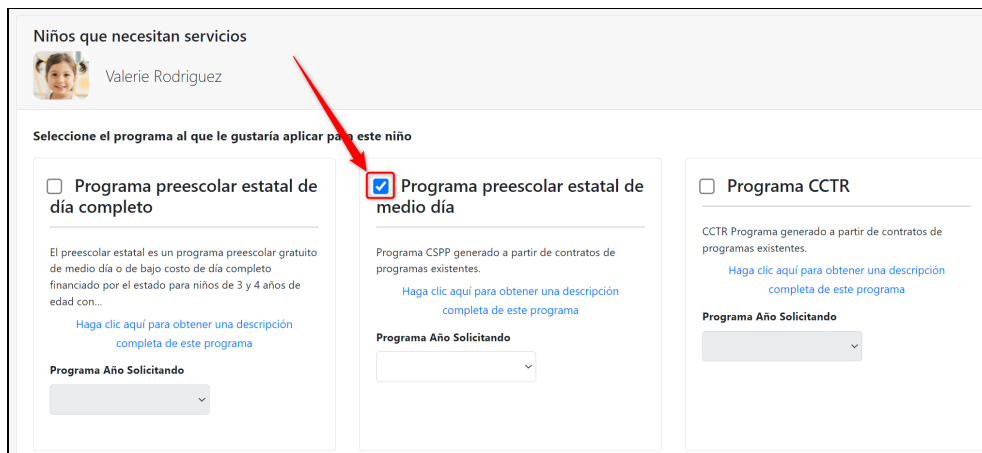 Niños que necesitan servicios
Valerie Rodriguez
Seleccione el programa al que le gustaría aplicar para este niño
Programa preescolar estatal de
día completo
El preescolar estatal es un programa preescolar gratuito
de medio día o de bajo costo de día completo
financiado por el estado para niños de 3 y 4 años de
edad con...
Haga clic aquí para obtener una descripción
completa de este programa
Programa Año Solicitando
Programa preescolar estatal de
medio día
Programa CSPP generado a partir de contratos de
programas existentes.
Haga clic aquí para obtener una descripción
completa de este programa
Programa Año Solicitando
Programa CCTR
CCTR Programa generado a partir de contratos de
programas existentes.
Haga clic aquí para obtener una descripción
completa de este programa
Programa Año Solicitando